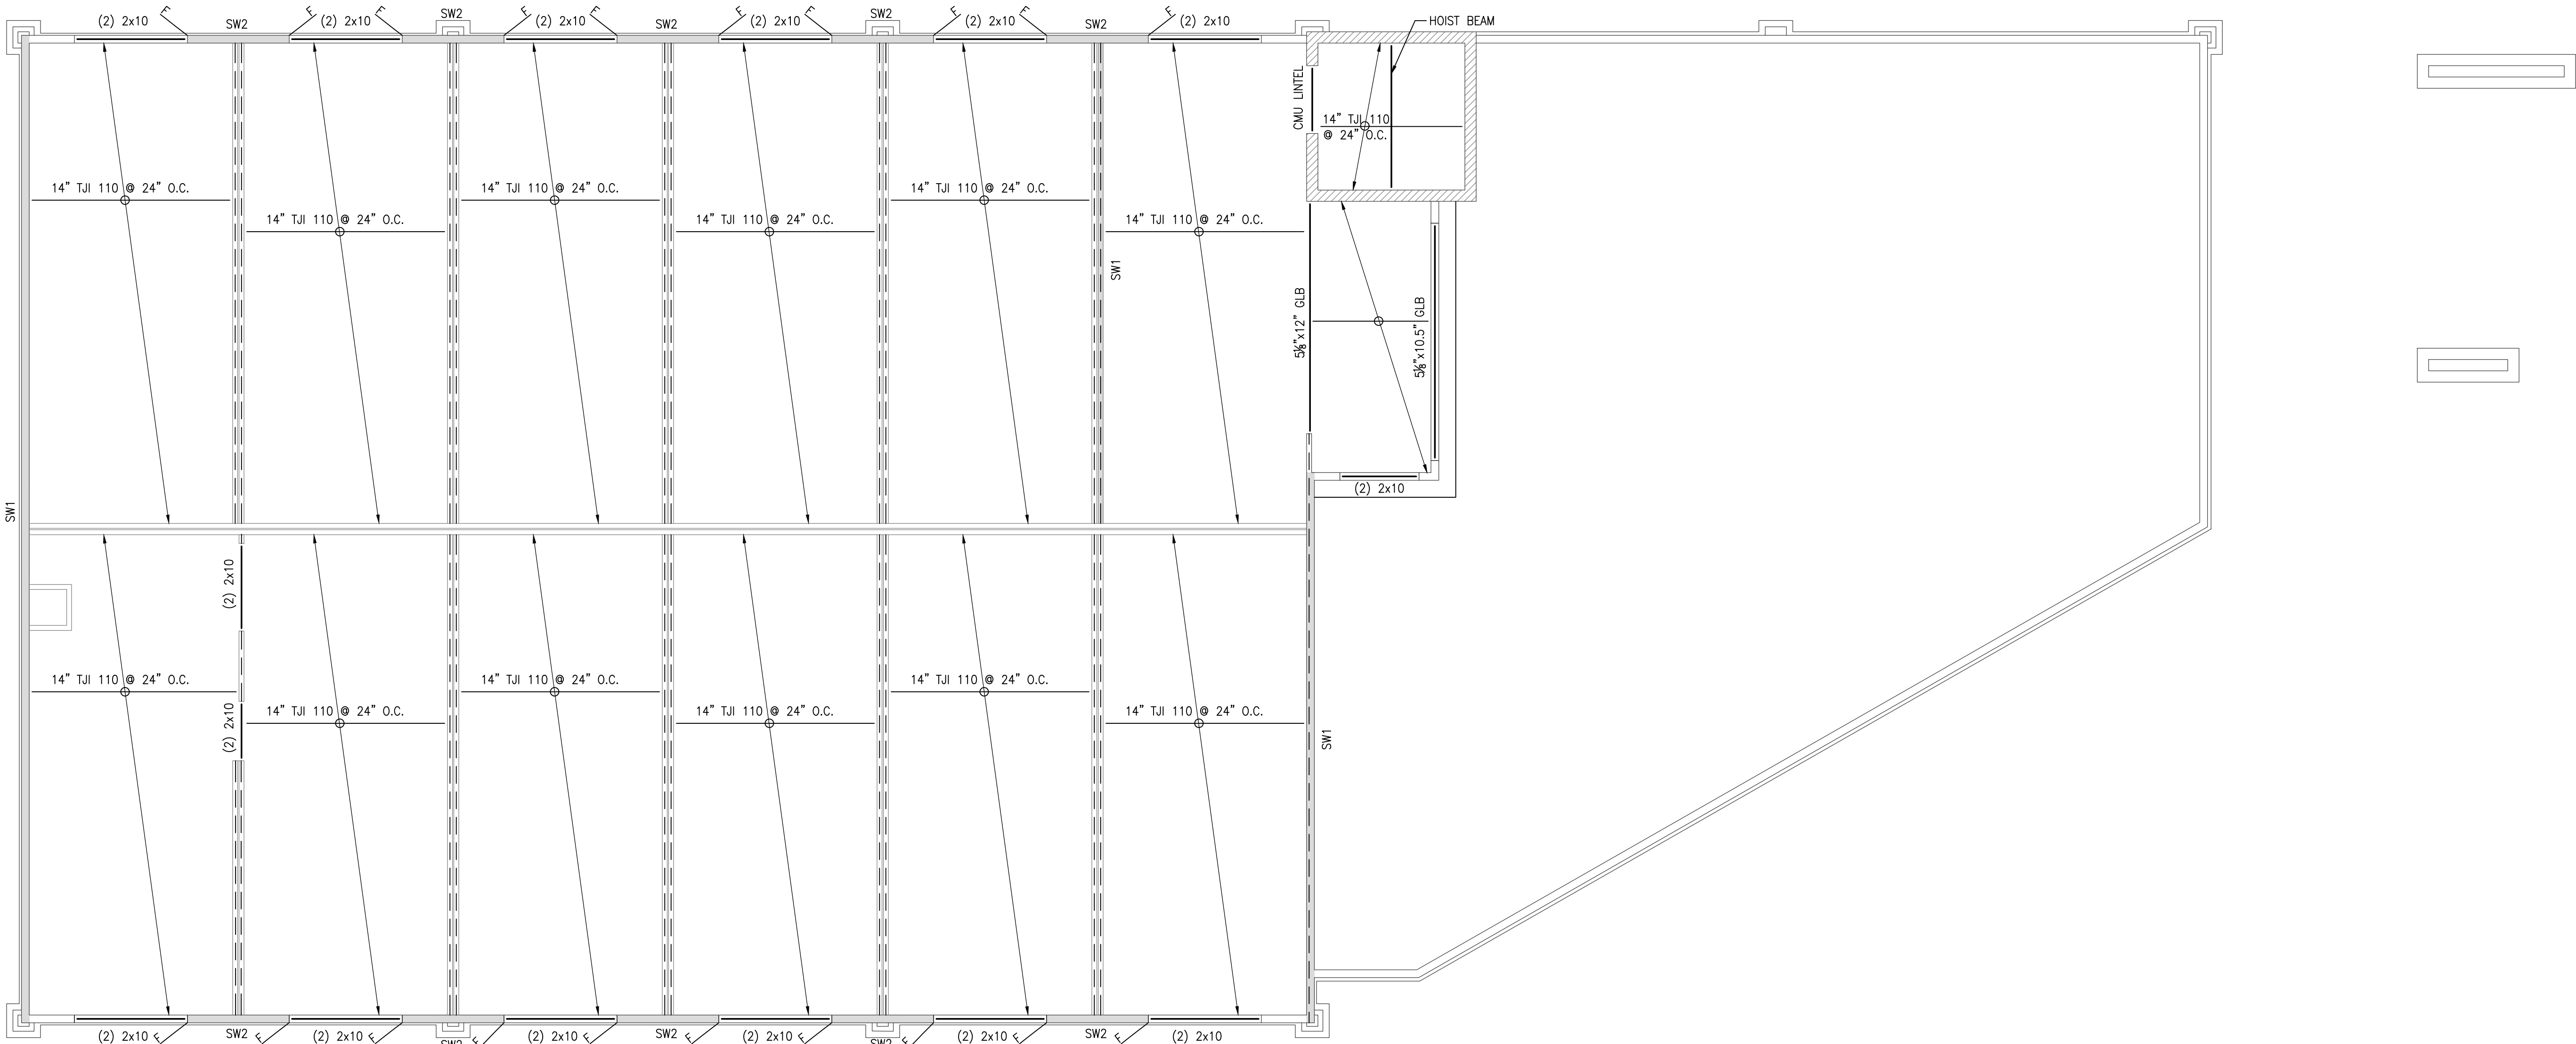 (2) 2x10
SW2
(2) 2x10
SW2
(2) 2x10
SW2
(2) 2x10
SW2
(2) 2x10
SW2
(2) 2x10
HOIST BEAM
CMU LINTEL
14" TJI 110
@ 24" O.C.
14" TJI 110 @ 24" O.C.
14" TJI 110 @ 24" O.C.
14" TJI 110 @ 24" O.C.
14" TJI 110 @ 24" O.C.
14" TJI 110 @ 24" O.C.
14" TJI 110 @ 24" O.C.
SW1
5⅛"x12" GLB
5⅛"x10.5" GLB
(2) 2x10
SW1
(2) 2x10
(2) 2x10
14" TJI 110 @ 24" O.C.
14" TJI 110 @ 24" O.C.
14" TJI 110 @ 24" O.C.
14" TJI 110 @ 24" O.C.
14" TJI 110 @ 24" O.C.
14" TJI 110 @ 24" O.C.
SW1
(2) 2x10
SW2
(2) 2x10
SW2
(2) 2x10
SW2
(2) 2x10
SW2
(2) 2x10
SW2
(2) 2x10